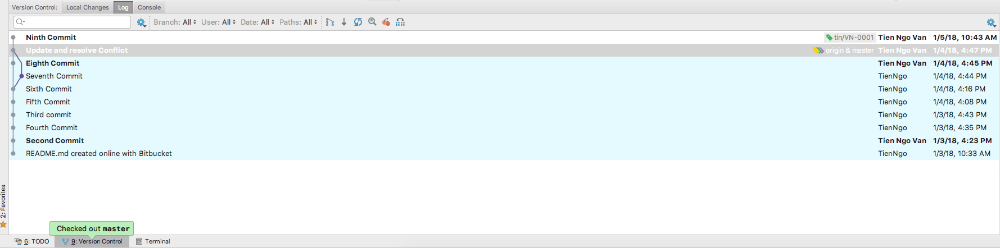 Version Control: Local Changes Log Console
Branch: All User: All Date: All Paths: All
Ninth Commit tin/VN-0001 Tien Ngo Van 1/5/18, 10:43 AM
Update and resolve Conflict origin & master Tien Ngo Van 1/4/18, 4:47 PM
Eighth Commit Tien Ngo Van 1/4/18, 4:45 PM
Seventh Commit TienNgo 1/4/18, 4:44 PM
Sixth Commit TienNgo 1/4/18, 4:16 PM
Fifth Commit TienNgo 1/4/18, 4:08 PM
Third commit TienNgo 1/3/18, 4:43 PM
Fourth Commit TienNgo 1/3/18, 4:35 PM
Second Commit Tien Ngo Van 1/3/18, 4:23 PM
README.md created online with Bitbucket TienNgo 1/3/18, 10:33 AM
2: Favorites
Checked out master
6: TODO 9: Version Control Terminal